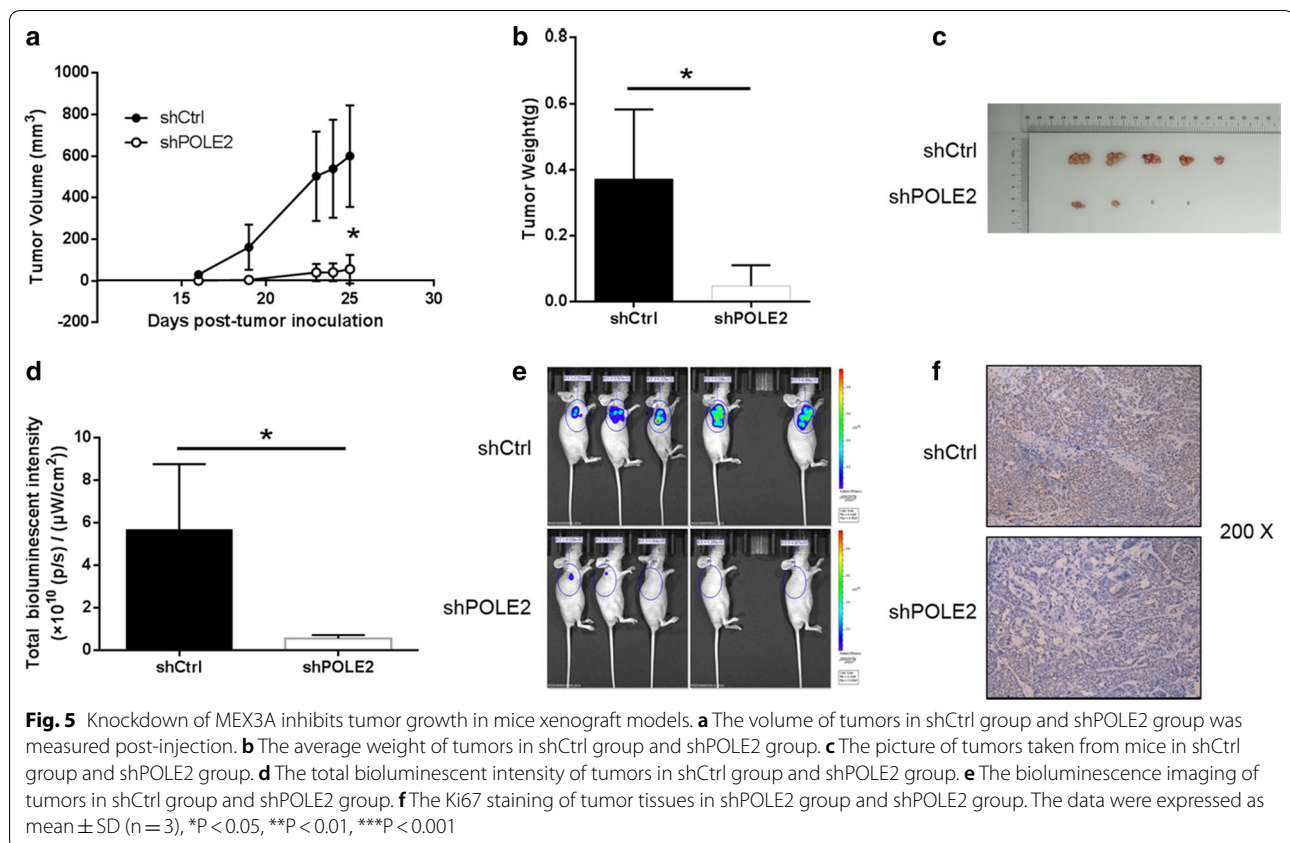 a
1000
800
600
400
200
0
-200
Tumor Volume (mm³)
shCtrl
shPOLE2
*
15 20 25 30
Days post-tumor inoculation
b
0.8
0.6
0.4
0.2
0.0
Tumor Weight(g)
*
shCtrl shPOLE2
c
shCtrl
shPOLE2
d
10
8
6
4
2
0
Total bioluminescent intensity
(×10¹⁰ (p/s) / (μW/cm2))
*
shCtrl shPOLE2
e
shCtrl
shPOLE2
f
shCtrl
shPOLE2
200 X
Fig. 5 Knockdown of MEX3A inhibits tumor growth in mice xenograft models. a The volume of tumors in shCtrl group and shPOLE2 group was
measured post-injection. b The average weight of tumors in shCtrl group and shPOLE2 group. c The picture of tumors taken from mice in shCtrl
group and shPOLE2 group. d The total bioluminescent intensity of tumors in shCtrl group and shPOLE2 group. e The bioluminescence imaging of
tumors in shCtrl group and shPOLE2 group. f The Ki67 staining of tumor tissues in shPOLE2 group and shPOLE2 group. The data were expressed as
mean ± SD (n = 3), *P < 0.05, **P < 0.01, ***P < 0.001